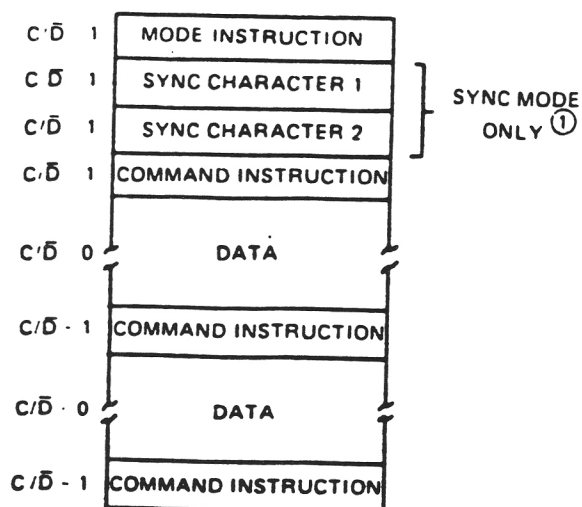 C/D̅ 1 MODE INSTRUCTION
C D̅ 1 SYNC CHARACTER 1
C/D̅ 1 SYNC CHARACTER 2
SYNC MODE
ONLY ①
C/D̅ 1 COMMAND INSTRUCTION
C/D̅ 0 DATA
C/D̅ - 1 COMMAND INSTRUCTION
C/D̅ · 0 DATA
C/D̅ - 1 COMMAND INSTRUCTION